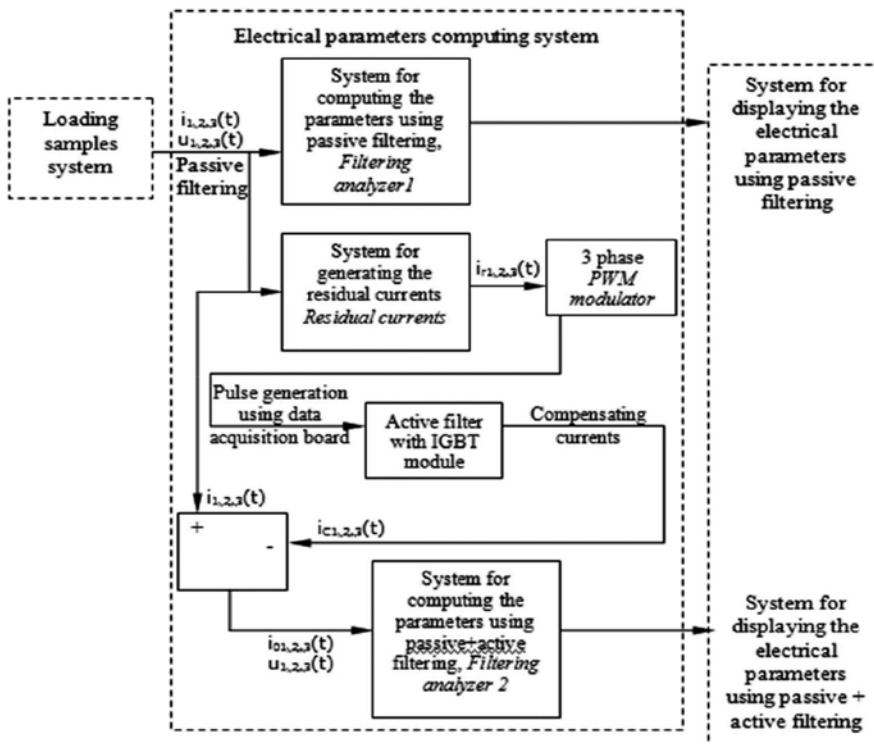 Electrical parameters computing system
Loading
samples
system
i₁,₂,₃(t)
u₁,₂,₃(t)
Passive
filtering
System for
computing the
parameters using
passive filtering,
Filtering
analyzer1
System for
displaying the
electrical
parameters
using passive
filtering
System for
generating the
residual currents
Residual currents
iᵣ₁,₂,₃(t)
3 phase
PWM
modulator
Pulse generation
using data
acquisition board
Active filter
with IGBT
module
Compensating
currents
i₁,₂,₃(t)
+
-
i_C₁,₂,₃(t)
i₀₁,₂,₃(t)
u₁,₂,₃(t)
System for
computing the
parameters using
passive+active
filtering, Filtering
analyzer 2
System for
displaying the
electrical
parameters
using passive +
active filtering